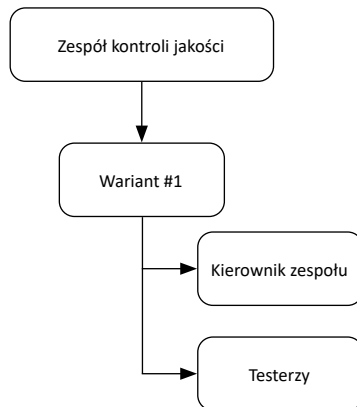 Zespół kontroli jakości
Wariant #1
Kierownik zespołu
Testerzy